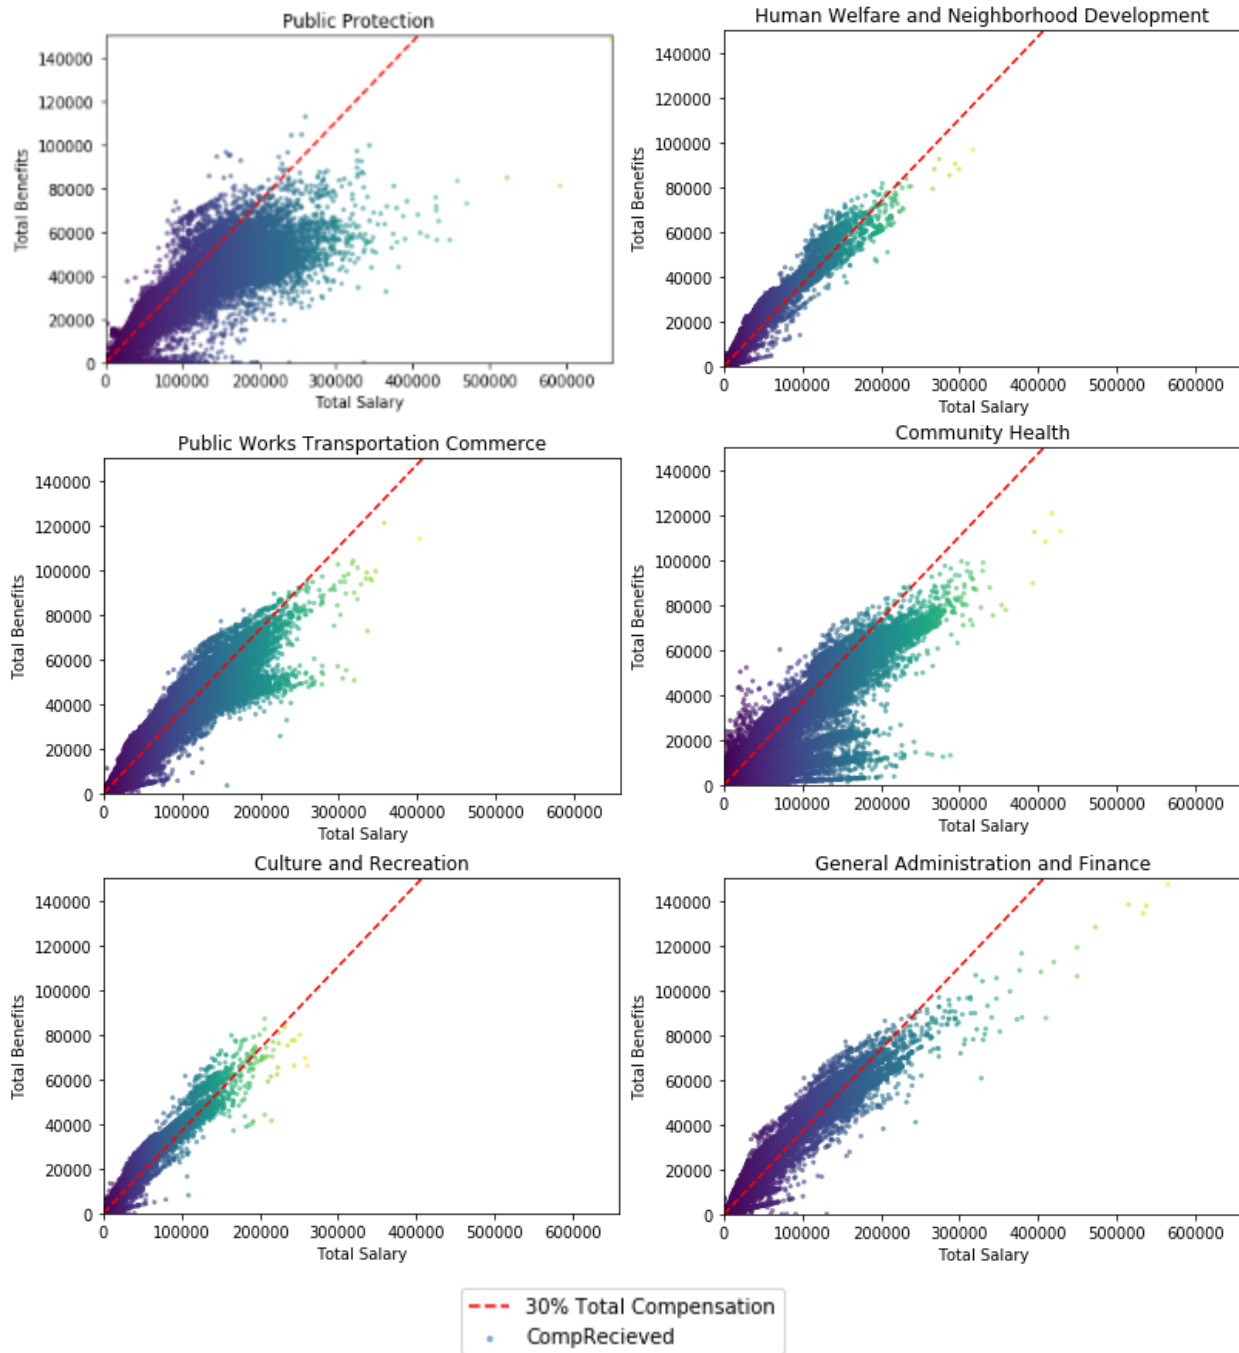 Public Protection
140000
120000
100000
80000
60000
40000
20000
0
Total Benefits
0 100000 200000 300000 400000 500000 600000
Total Salary
Human Welfare and Neighborhood Development
140000
120000
100000
80000
60000
40000
20000
0
Total Benefits
0 100000 200000 300000 400000 500000 600000
Total Salary
Public Works Transportation Commerce
140000
120000
100000
80000
60000
40000
20000
0
Total Benefits
0 100000 200000 300000 400000 500000 600000
Total Salary
Community Health
140000
120000
100000
80000
60000
40000
20000
0
Total Benefits
0 100000 200000 300000 400000 500000 600000
Total Salary
Culture and Recreation
140000
120000
100000
80000
60000
40000
20000
0
Total Benefits
0 100000 200000 300000 400000 500000 600000
Total Salary
General Administration and Finance
140000
120000
100000
80000
60000
40000
20000
0
Total Benefits
0 100000 200000 300000 400000 500000 600000
Total Salary
30% Total Compensation
CompRecieved